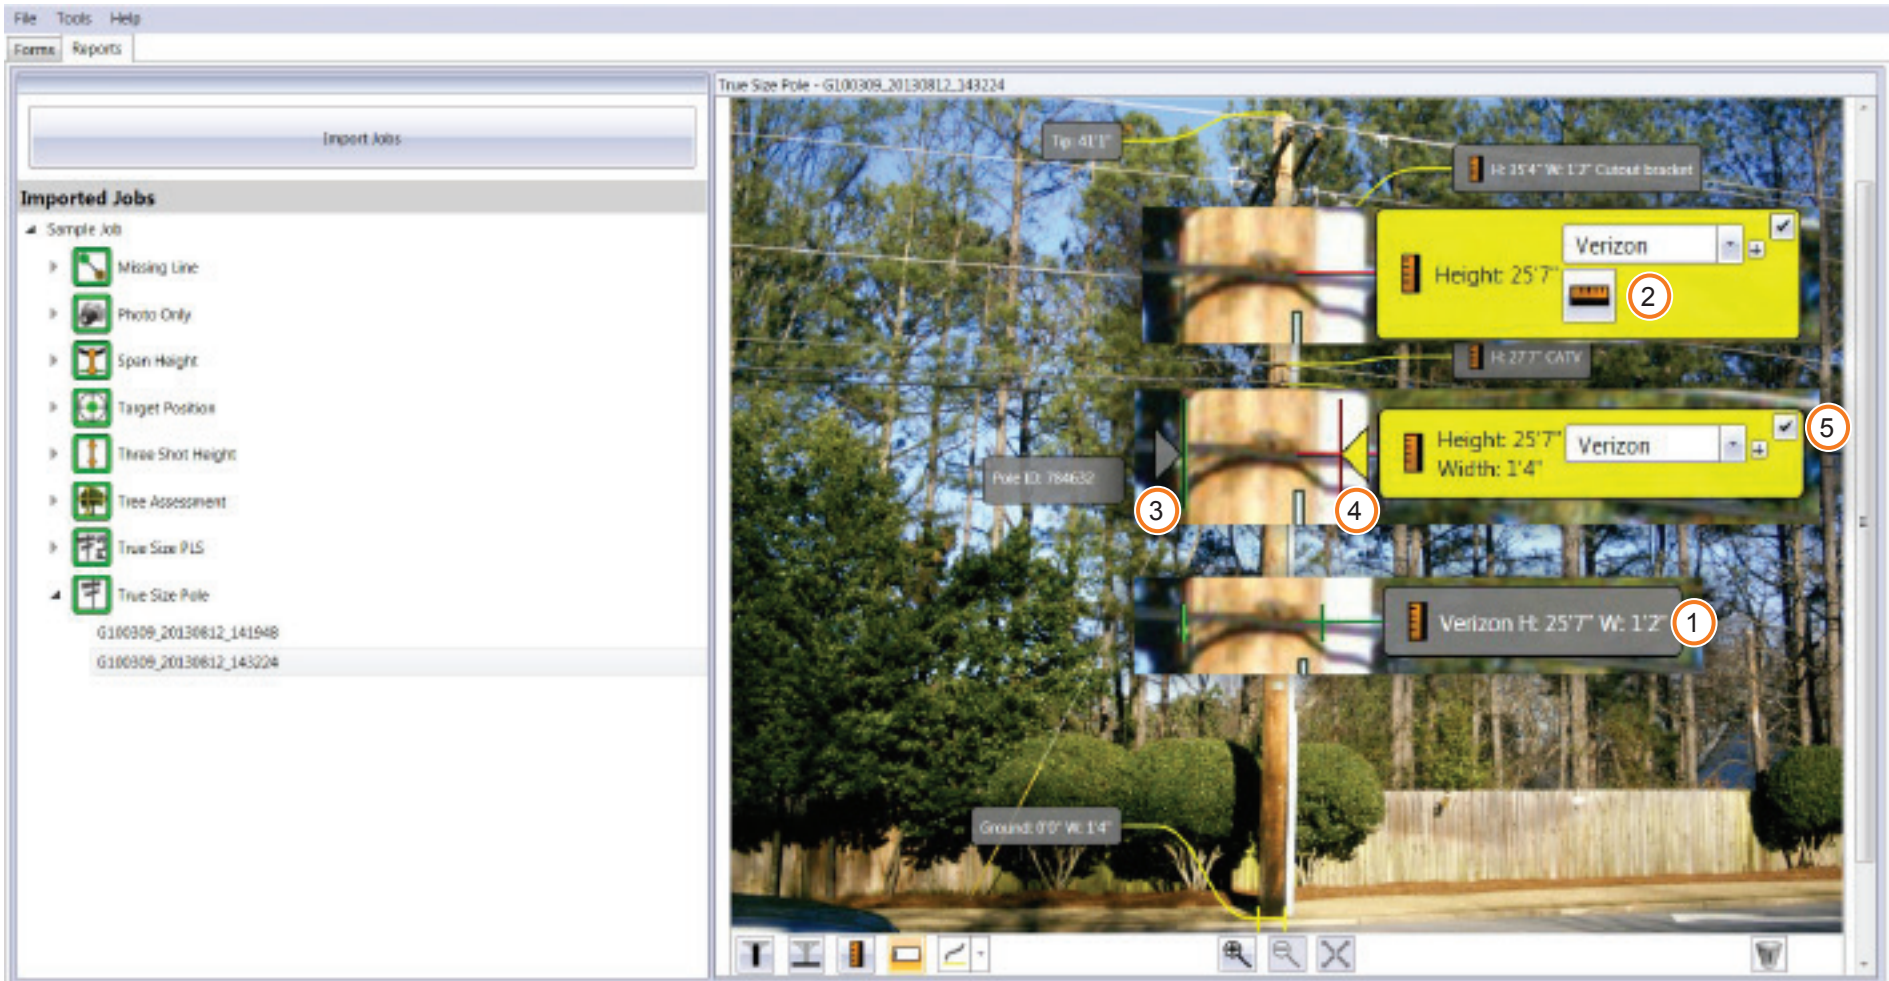 File Tools Help
Forms Reports
Import Jobs
Imported Jobs
Sample Job
Missing Line
Photo Only
Span Height
Target Position
Three Shot Height
Tree Assessment
True Size PLS
True Size Pole
G100309_20130812_141948
G100309_20130812_143224
True Size Pole - G100309_20130812_143224
Tip: 41'1"
H: 35'4" W: 1'2" Cutout bracket
Height: 25'7"
Verizon
2
H: 27'7" CATV
Height: 25'7"
Width: 1'4"
Verizon
5
Pole ID: 784632
3
4
Verizon H: 25'7" W: 1'2"
1
Ground: 0'0" W: 1'4"